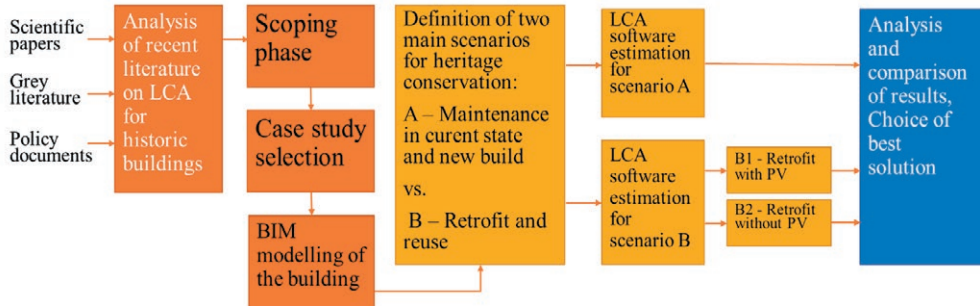 Scientific
papers
Grey
literature
Policy
documents
Analysis
of recent
literature
on LCA
for
historic
buildings
Scoping
phase
Case study
selection
BIM
modelling of
the building
Definition of two
main scenarios
for heritage
conservation:
A – Maintenance
in curent state
and new build
vs.
B – Retrofit and
reuse
LCA
software
estimation
for
scenario A
LCA
software
estimation
for
scenario B
B1 - Retrofit
with PV
B2 - Retrofit
without PV
Analysis
and
comparison
of results,
Choice of
best
solution